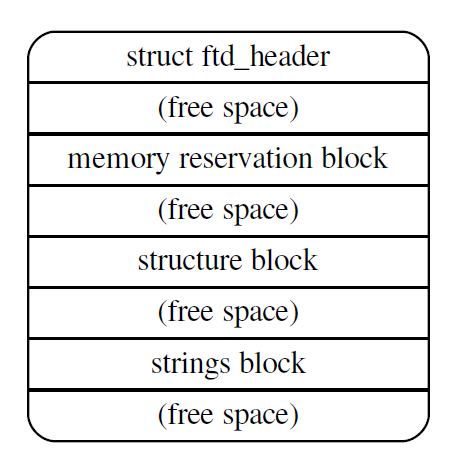 struct ftd_header
(free space)
memory reservation block
(free space)
structure block
(free space)
strings block
(free space)